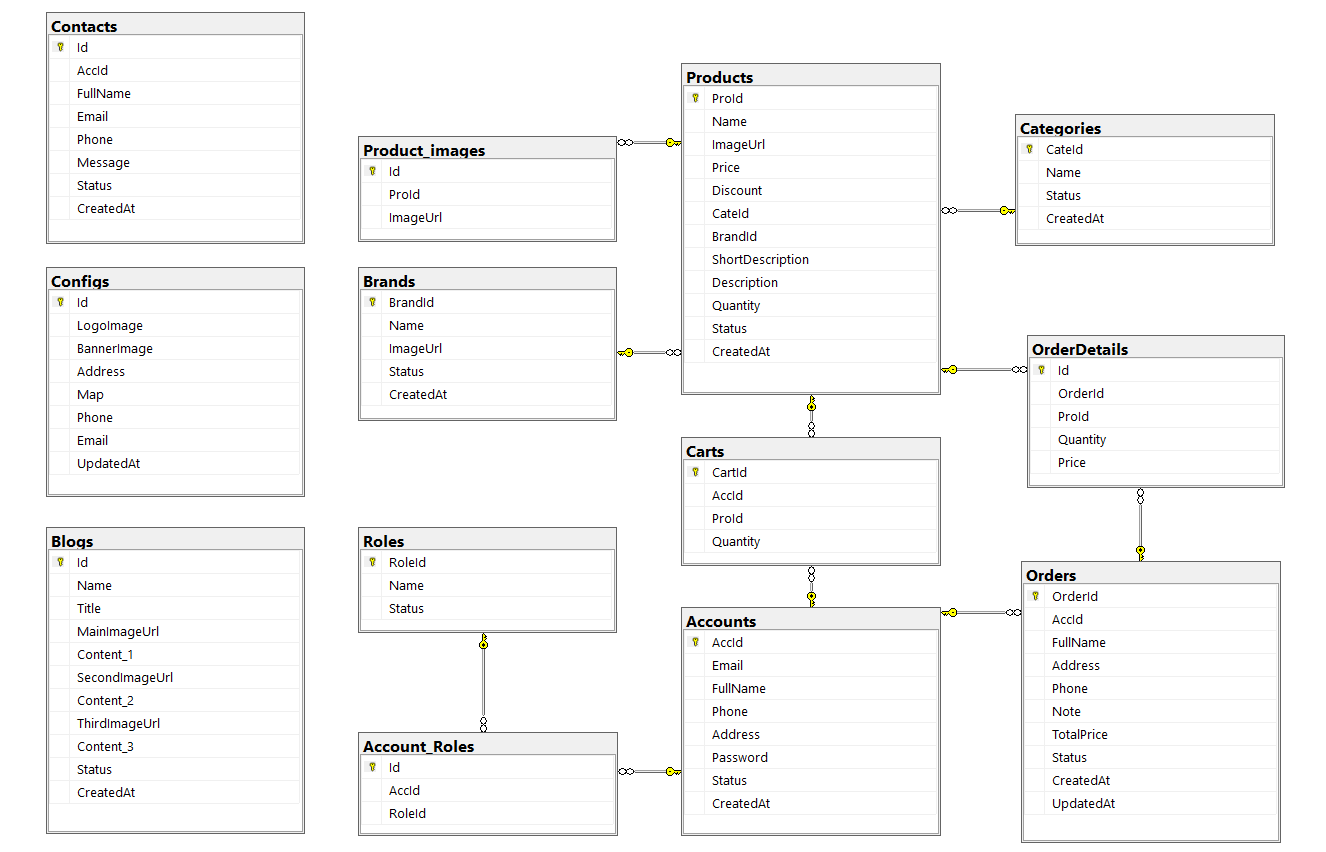 Contacts
Id
AccId
FullName
Email
Phone
Message
Status
CreatedAt
Configs
Id
LogoImage
BannerImage
Address
Map
Phone
Email
UpdatedAt
Blogs
Id
Name
Title
MainImageUrl
Content_1
SecondImageUrl
Content_2
ThirdImageUrl
Content_3
Status
CreatedAt
Product_images
Id
ProId
ImageUrl
Brands
BrandId
Name
ImageUrl
Status
CreatedAt
Roles
RoleId
Name
Status
Account_Roles
Id
AccId
RoleId
Products
ProId
Name
ImageUrl
Price
Discount
CateId
BrandId
ShortDescription
Description
Quantity
Status
CreatedAt
Carts
CartId
AccId
ProId
Quantity
Accounts
AccId
Email
FullName
Phone
Address
Password
Status
CreatedAt
Categories
CateId
Name
Status
CreatedAt
OrderDetails
Id
OrderId
ProId
Quantity
Price
Orders
OrderId
AccId
FullName
Address
Phone
Note
TotalPrice
Status
CreatedAt
UpdatedAt